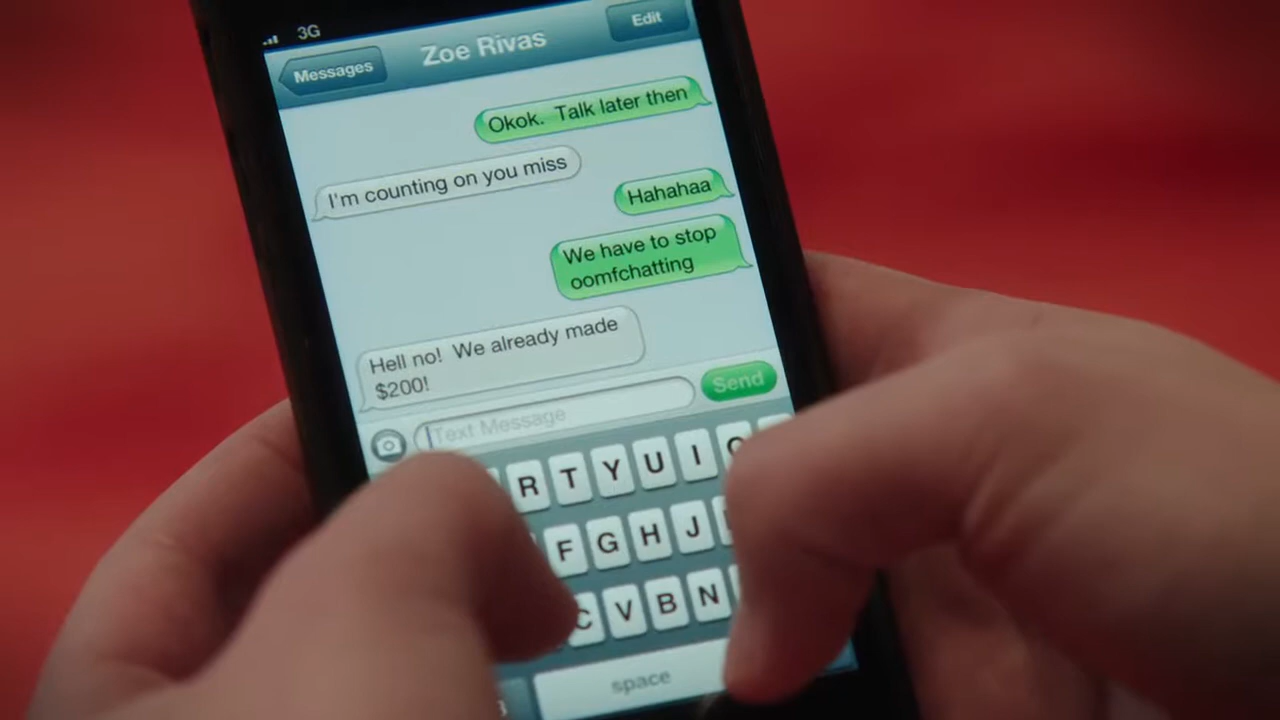 3G
Messages
Zoe Rivas
Edit
Okok. Talk later then
I'm counting on you miss
Hahahaa
We have to stop
oomfchatting
Hell no! We already made
$200!
Text Message
Send
R T Y U I
F G H J
C V B N
space